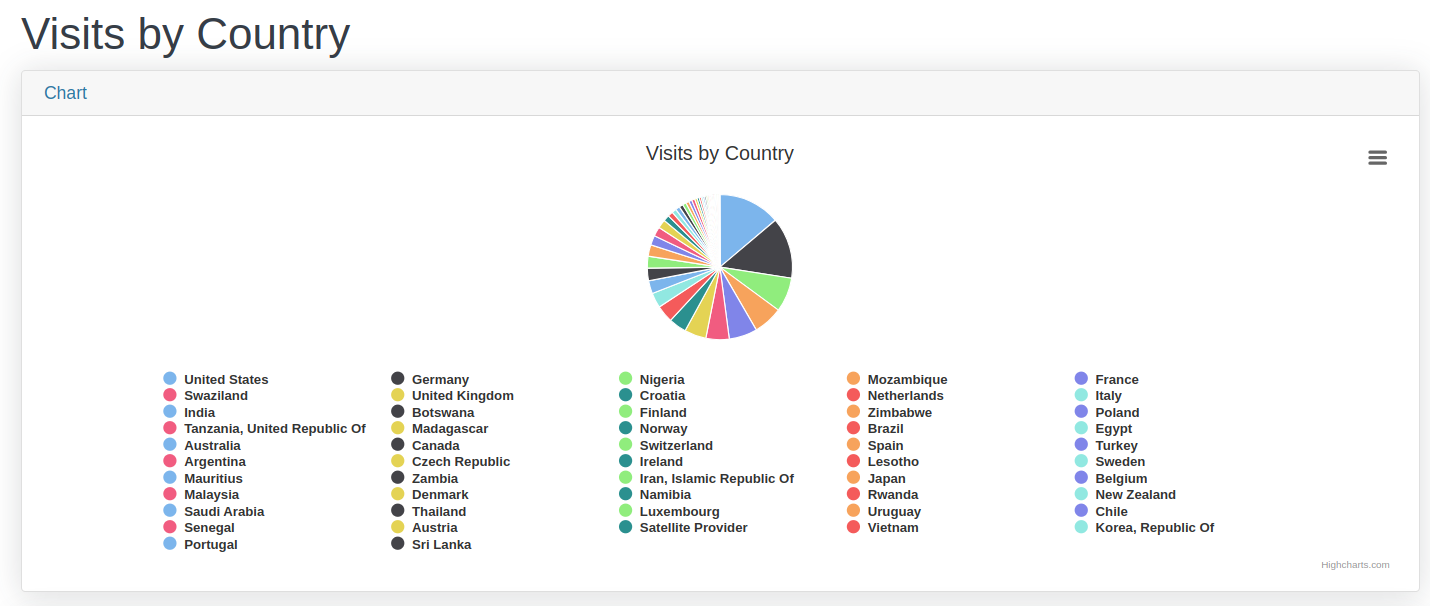 Visits by Country
Chart
Visits by Country
United States Germany Nigeria Mozambique France
Swaziland United Kingdom Croatia Netherlands Italy
India Botswana Finland Zimbabwe Poland
Tanzania, United Republic Of Madagascar Norway Brazil Egypt
Australia Canada Switzerland Spain Turkey
Argentina Czech Republic Ireland Lesotho Sweden
Mauritius Zambia Iran, Islamic Republic Of Japan Belgium
Malaysia Denmark Namibia Rwanda New Zealand
Saudi Arabia Thailand Luxembourg Uruguay Chile
Senegal Austria Satellite Provider Vietnam Korea, Republic Of
Portugal Sri Lanka
Highcharts.com